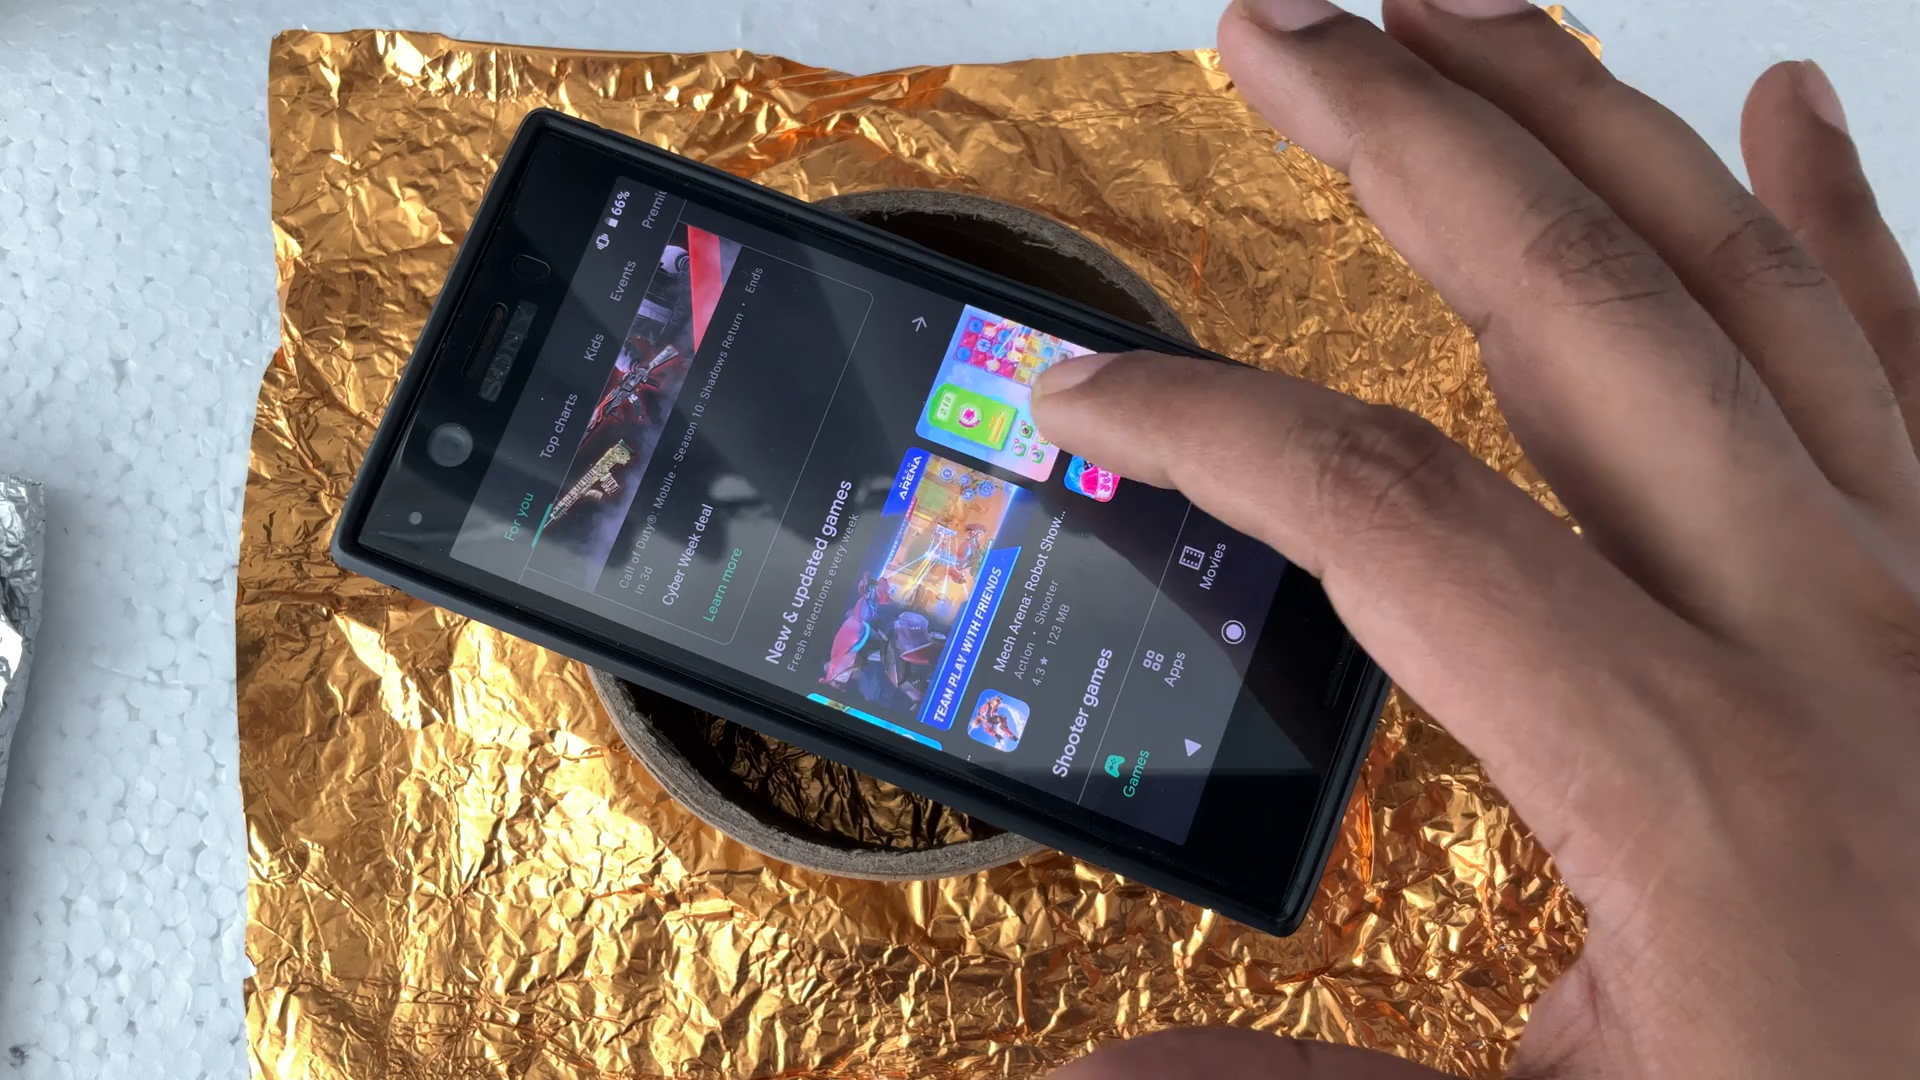 SONY
66%
For you
Top charts
Kids
Events
Premi
Call of Duty®: Mobile - Season 10: Shadows Return • Ends
in 3d
Cyber Week deal
Learn more
New & updated games
Fresh selections every week
ARENA
TEAM PLAY WITH FRIENDS
Mech Arena: Robot Show...
Action • Shooter
4.3 ★ 123 MB
Shooter games
Games
Apps
Movies